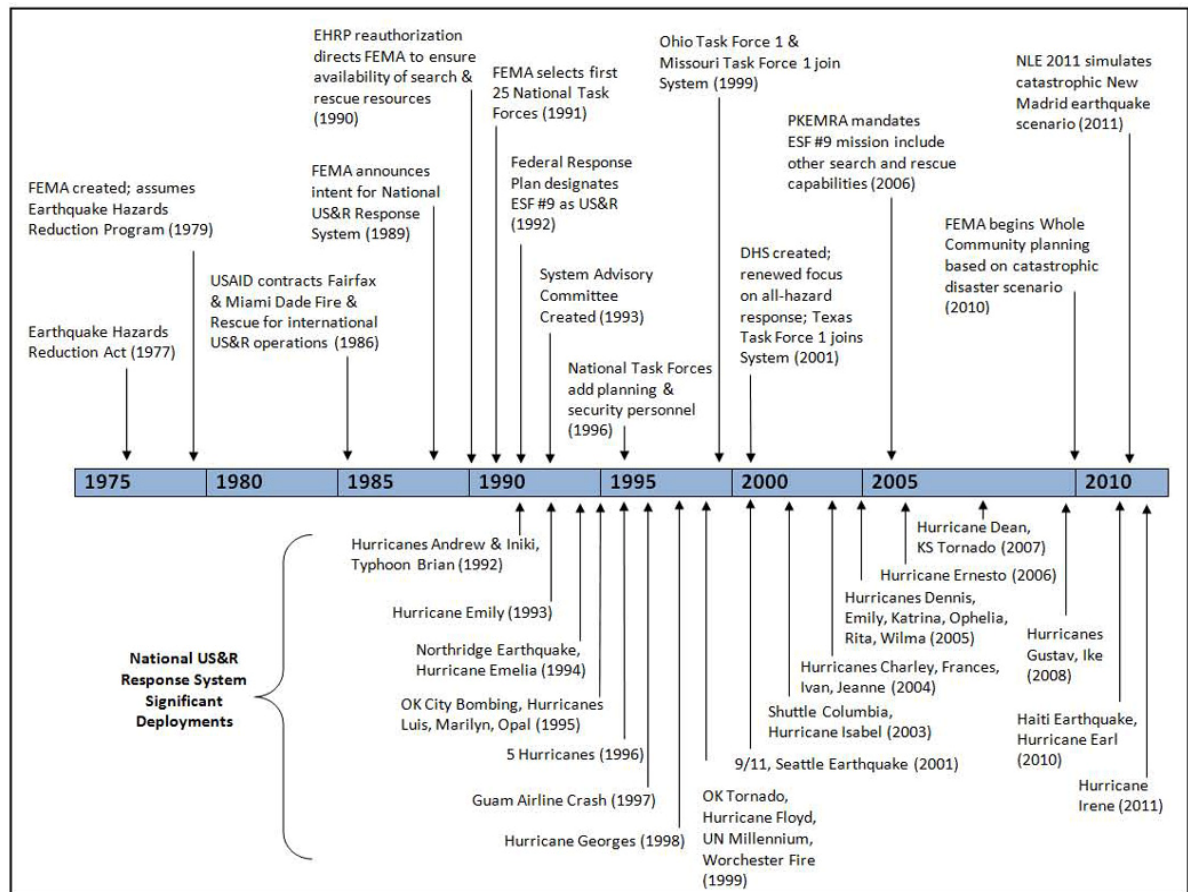 EHRP reauthorization
directs FEMA to ensure
availability of search &
rescue resources
(1990)
FEMA selects first
25 National Task
Forces (1991)
Ohio Task Force 1 &
Missouri Task Force 1 join
System (1999)
NLE 2011 simulates
catastrophic New
Madrid earthquake
scenario (2011)
PKEMRA mandates
ESF #9 mission include
other search and rescue
capabilities (2006)
FEMA created; assumes
Earthquake Hazards
Reduction Program (1979)
FEMA announces
intent for National
US&R Response
System (1989)
Federal Response
Plan designates
ESF #9 as US&R
(1992)
FEMA begins Whole
Community planning
based on catastrophic
disaster scenario
(2010)
DHS created;
renewed focus
on all-hazard
response; Texas
Task Force 1 joins
System (2001)
USAID contracts Fairfax
& Miami Dade Fire &
Rescue for international
US&R operations (1986)
System Advisory
Committee
Created (1993)
Earthquake Hazards
Reduction Act (1977)
National Task Forces
add planning &
security personnel
(1996)
1975 1980 1985 1990 1995 2000 2005 2010
National US&R
Response System
Significant
Deployments
Hurricanes Andrew & Iniki,
Typhoon Brian (1992)
Hurricane Emily (1993)
Northridge Earthquake,
Hurricane Emelia (1994)
OK City Bombing, Hurricanes
Luis, Marilyn, Opal (1995)
5 Hurricanes (1996)
Guam Airline Crash (1997)
Hurricane Georges (1998)
OK Tornado,
Hurricane Floyd,
UN Millennium,
Worchester Fire
(1999)
9/11, Seattle Earthquake (2001)
Shuttle Columbia,
Hurricane Isabel (2003)
Hurricanes Charley, Frances,
Ivan, Jeanne (2004)
Hurricanes Dennis,
Emily, Katrina, Ophelia,
Rita, Wilma (2005)
Hurricane Ernesto (2006)
Hurricane Dean,
KS Tornado (2007)
Hurricanes
Gustav, Ike
(2008)
Haiti Earthquake,
Hurricane Earl
(2010)
Hurricane
Irene (2011)